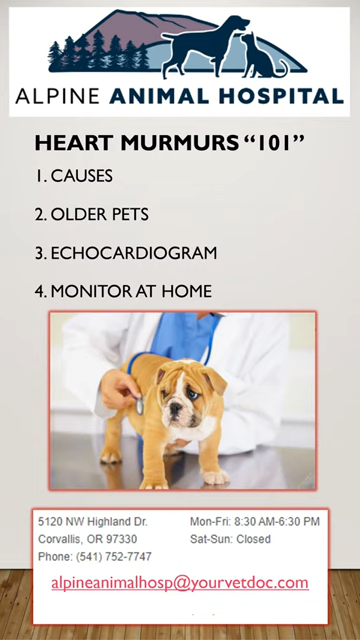 ALPINE ANIMAL HOSPITAL
HEART MURMURS “101”
1. CAUSES
2. OLDER PETS
3. ECHOCARDIOGRAM
4. MONITOR AT HOME
5120 NW Highland Dr.
Corvallis, OR 97330
Phone: (541) 752-7747
Mon-Fri: 8:30 AM-6:30 PM
Sat-Sun: Closed
alpineanimalhosp@yourvetdoc.com